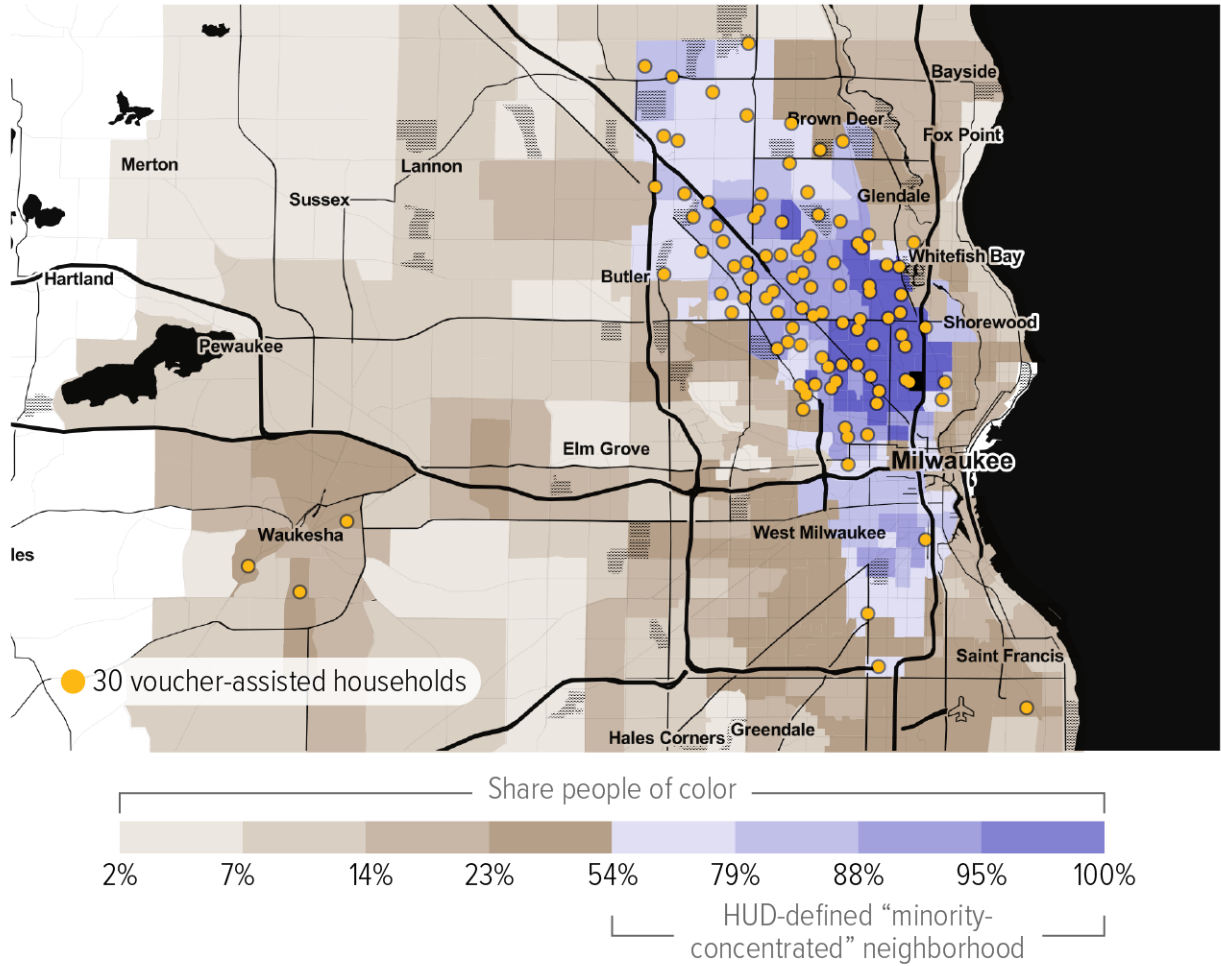 Bayside
Brown Deer
Fox Point
Merton
Lannon
Sussex
Glendale
Whitefish Bay
Hartland
Butler
Shorewood
Pewaukee
Elm Grove
Milwaukee
Waukesha
West Milwaukee
les
Saint Francis
30 voucher-assisted households
Hales Corners
Greendale
Share people of color
2%
7%
14%
23%
54%
79%
88%
95%
100%
HUD-defined “minority-
concentrated” neighborhood